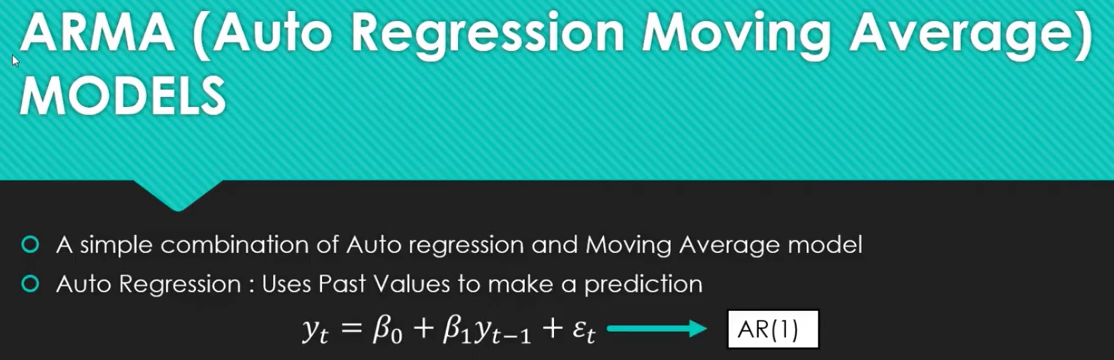 ARMA (Auto Regression Moving Average)
MODELS
A simple combination of Auto regression and Moving Average model
Auto Regression : Uses Past Values to make a prediction
yₜ = β₀ + β₁yₜ₋₁ + εₜ AR(1)